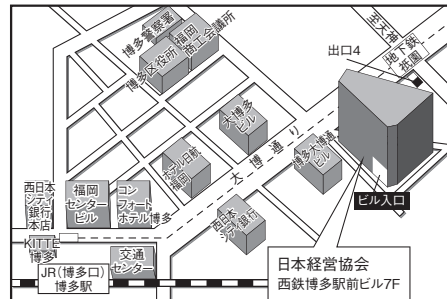 博多警察署
博多区役所
福岡
商工会議所
至天神
地下鉄
祇園
出口4
大博多
ビル
大博通り
ホテル日航
福岡
博多大博通
ビル
西日本
シティ
銀行
本店
福岡
センター
ビル
コン
フォート
ホテル博多
西日本
シティ銀行
ビル入口
KITTE
博多
交通
センター
JR(博多口)
博多駅
日本経営協会
西鉄博多駅前ビル7F